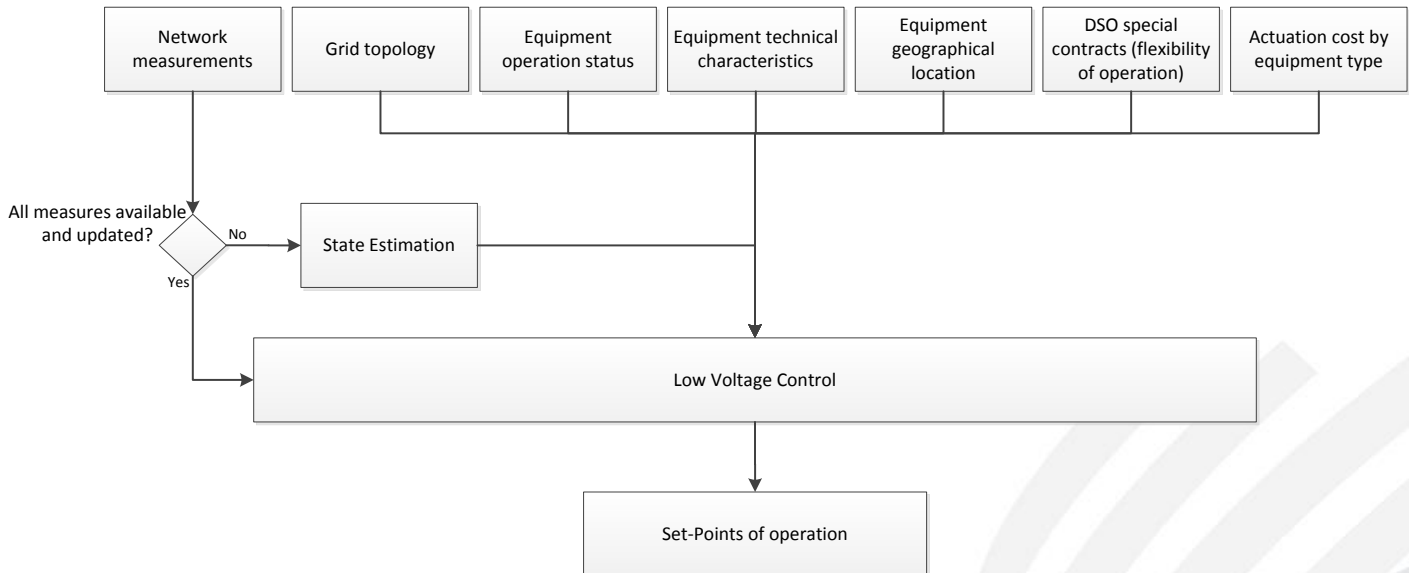 Network
measurements
Grid topology
Equipment
operation status
Equipment technical
characteristics
Equipment
geographical
location
DSO special
contracts (flexibility
of operation)
Actuation cost by
equipment type
All measures available
and updated?
No
Yes
State Estimation
Low Voltage Control
Set-Points of operation